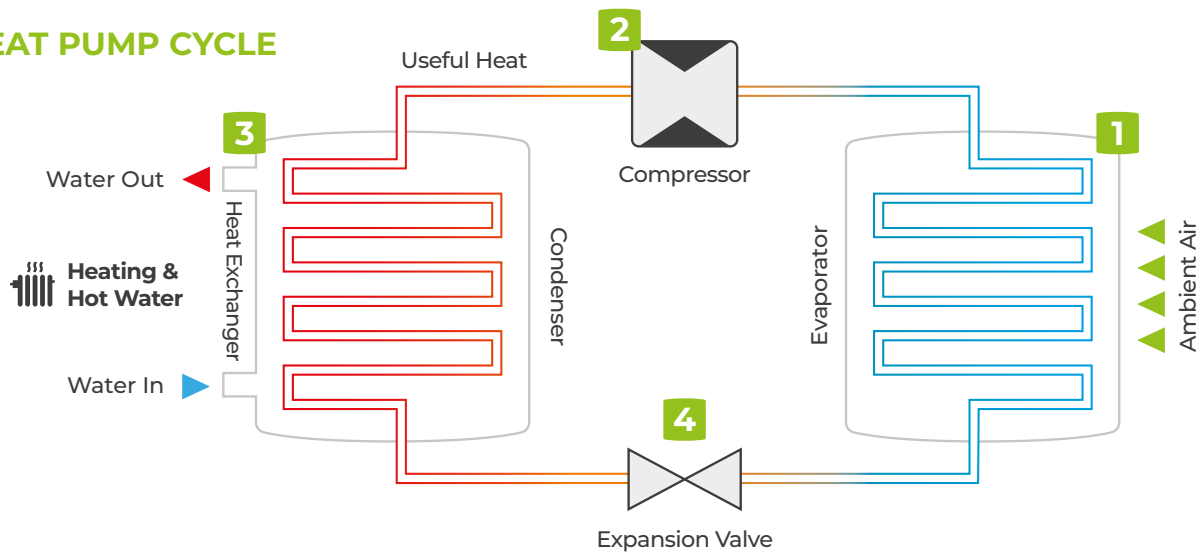 EAT PUMP CYCLE
2
Useful Heat
3
1
Compressor
Water Out
Heat Exchanger
Condenser
Evaporator
Ambient Air
Heating &
Hot Water
Water In
4
Expansion Valve